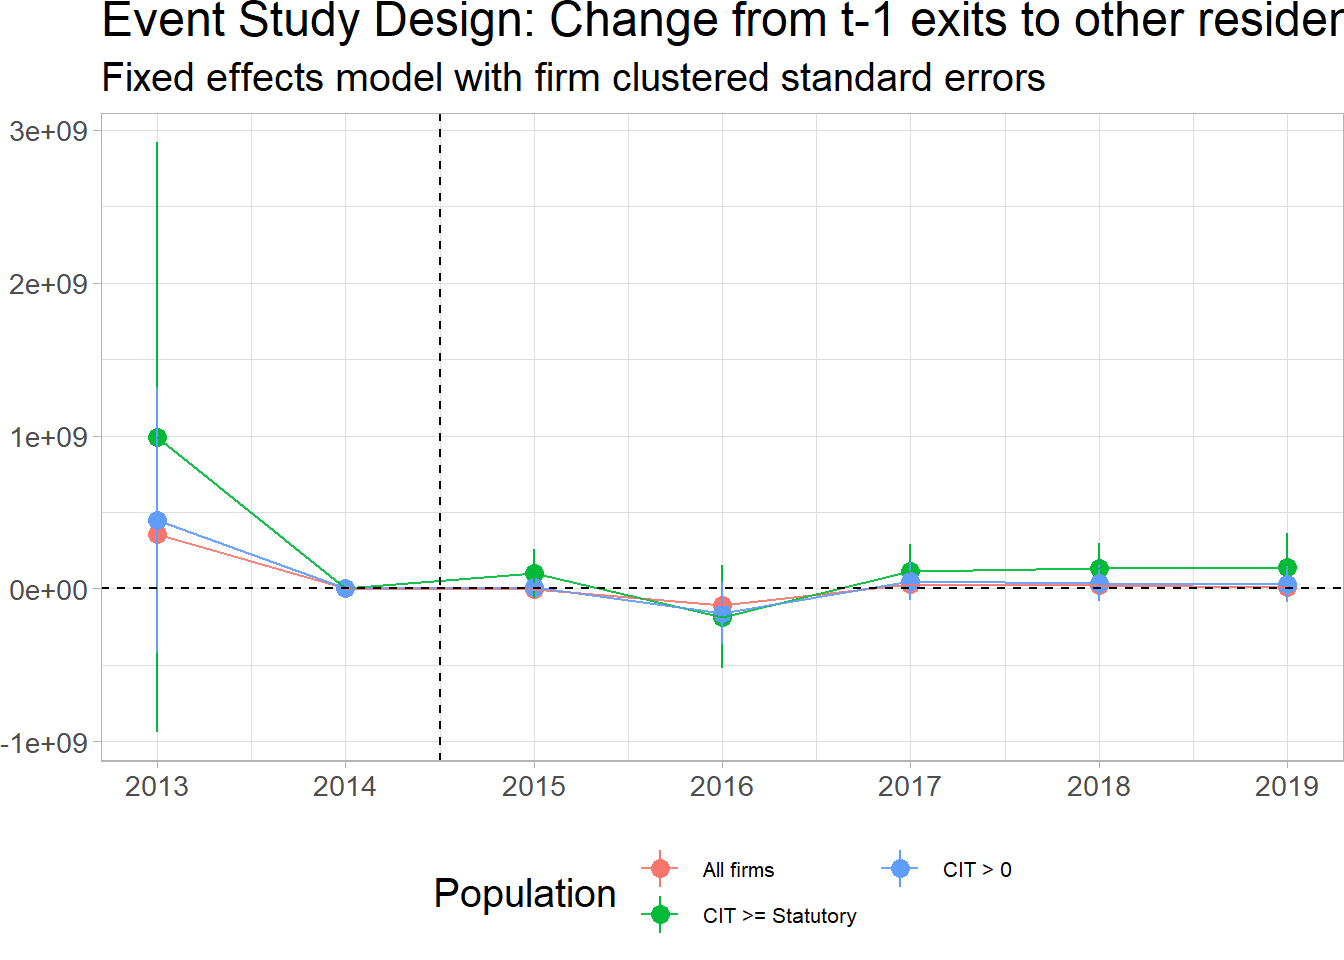 Event Study Design: Change from t-1 exits to other
Fixed effects model with firm clustered standard errors
3e+09
2e+09
1e+09
0e+00
-1e+09
2013 2014 2015 2016 2017 2018 2019
Population
All firms
CIT >= Statutory
CIT > 0